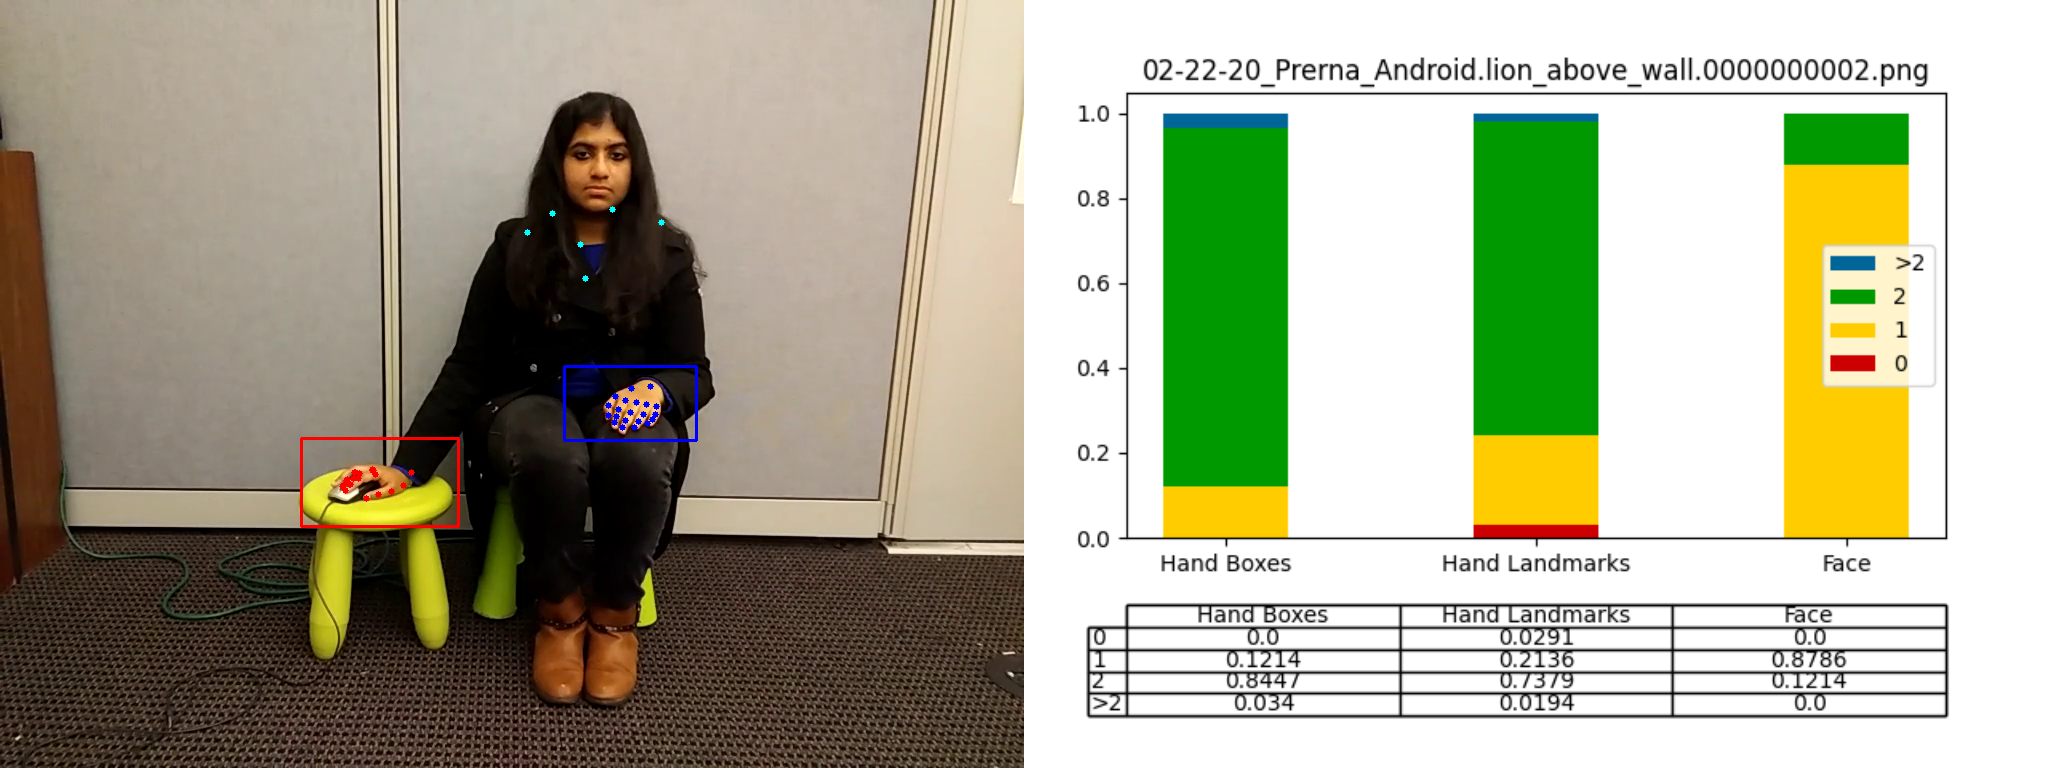 02-22-20_Prerna_Android.lion_above_wall.0000000002.png
1.0
0.8
0.6
0.4
0.2
0.0
>2
2
1
0
Hand Boxes Hand Landmarks Face
Hand Boxes Hand Landmarks Face
0 0.0 0.0291 0.0
1 0.1214 0.2136 0.8786
2 0.8447 0.7379 0.1214
>2 0.034 0.0194 0.0